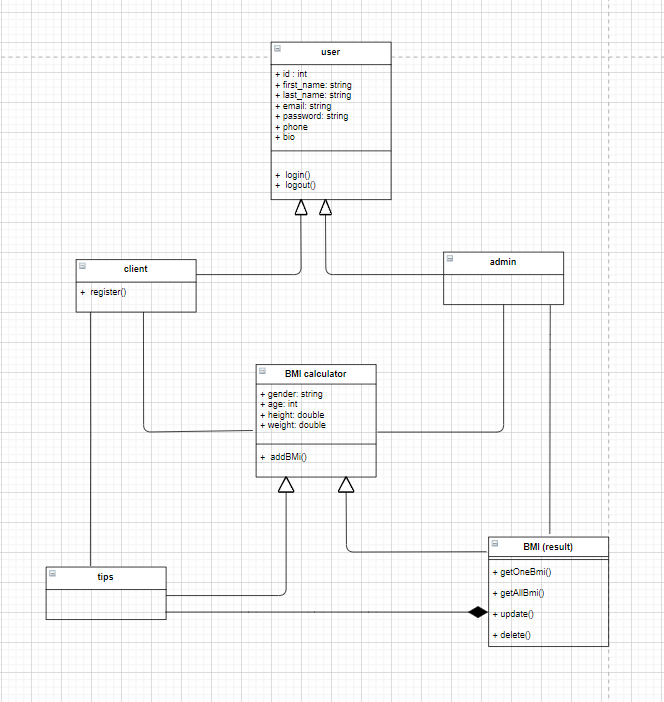 user
+ id : int
+ first_name: string
+ last_name: string
+ email: string
+ password: string
+ phone
+ bio
+ login()
+ logout()
client
+ register()
admin
BMI calculator
+ gender: string
+ age: int
+ height: double
+ weight: double
+ addBMi()
BMI (result)
+ getOneBmi()
+ getAllBmi()
+ update()
+ delete()
tips